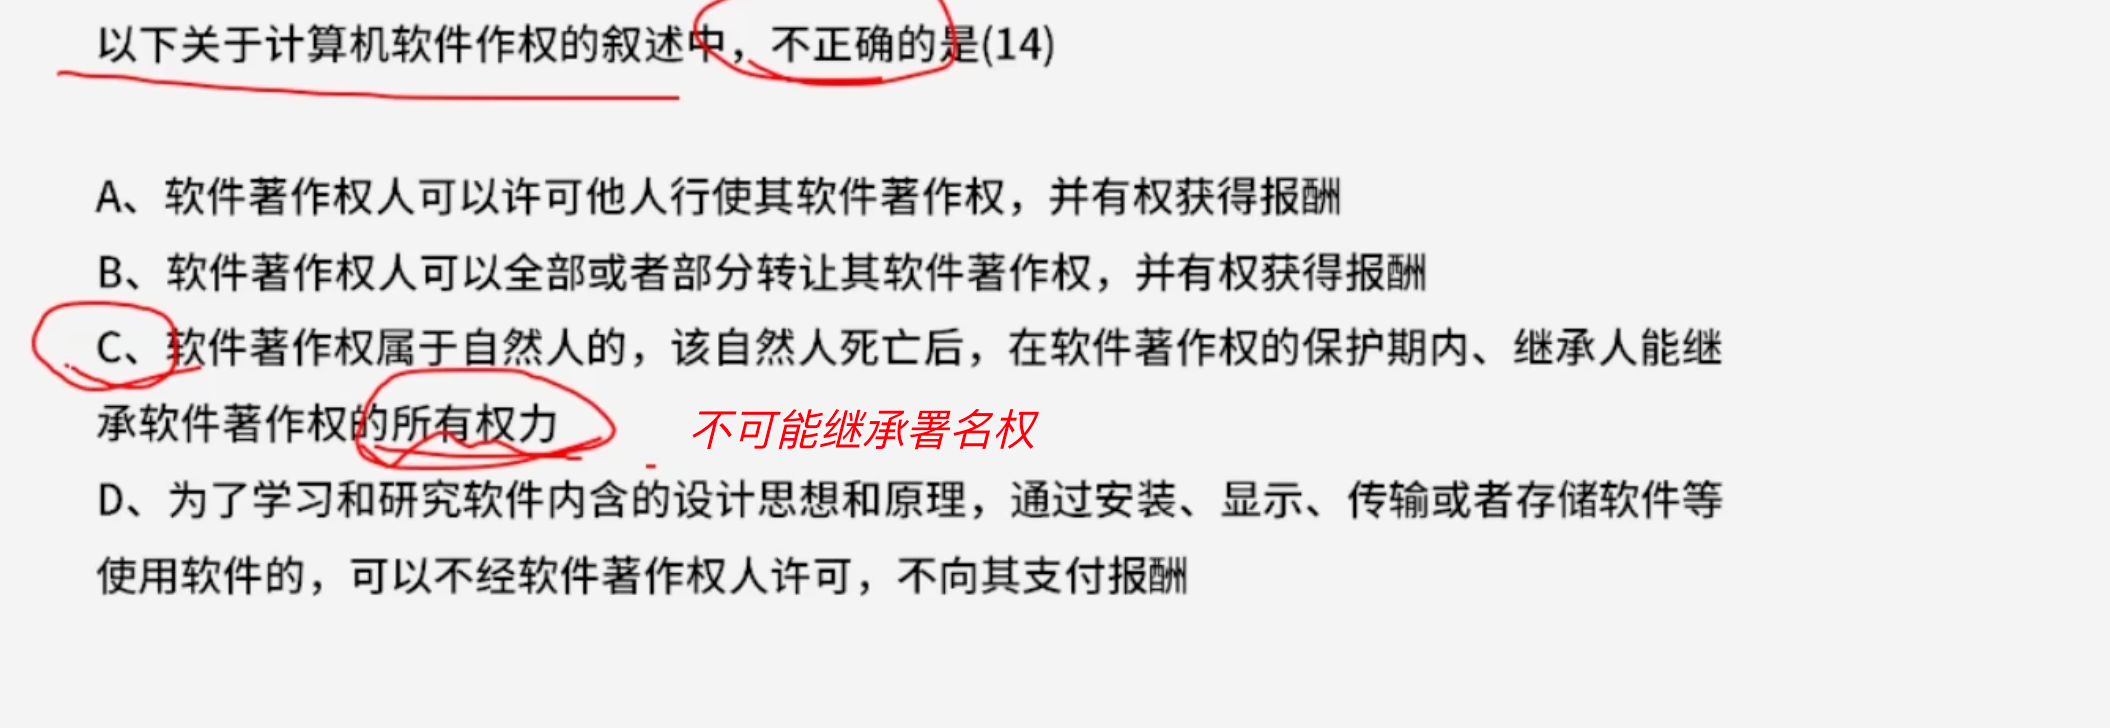 以下关于计算机软件作权的叙述中，不正确的是(14)
A、软件著作权人可以许可他人行使其软件著作权，并有权获得报酬
B、软件著作权人可以全部或者部分转让其软件著作权，并有权获得报酬
C、软件著作权属于自然人的，该自然人死亡后，在软件著作权的保护期内、继承人能继
承软件著作权的所有权力
不可能继承署名权
D、为了学习和研究软件内含的设计思想和原理，通过安装、显示、传输或者存储软件等
使用软件的，可以不经软件著作权人许可，不向其支付报酬